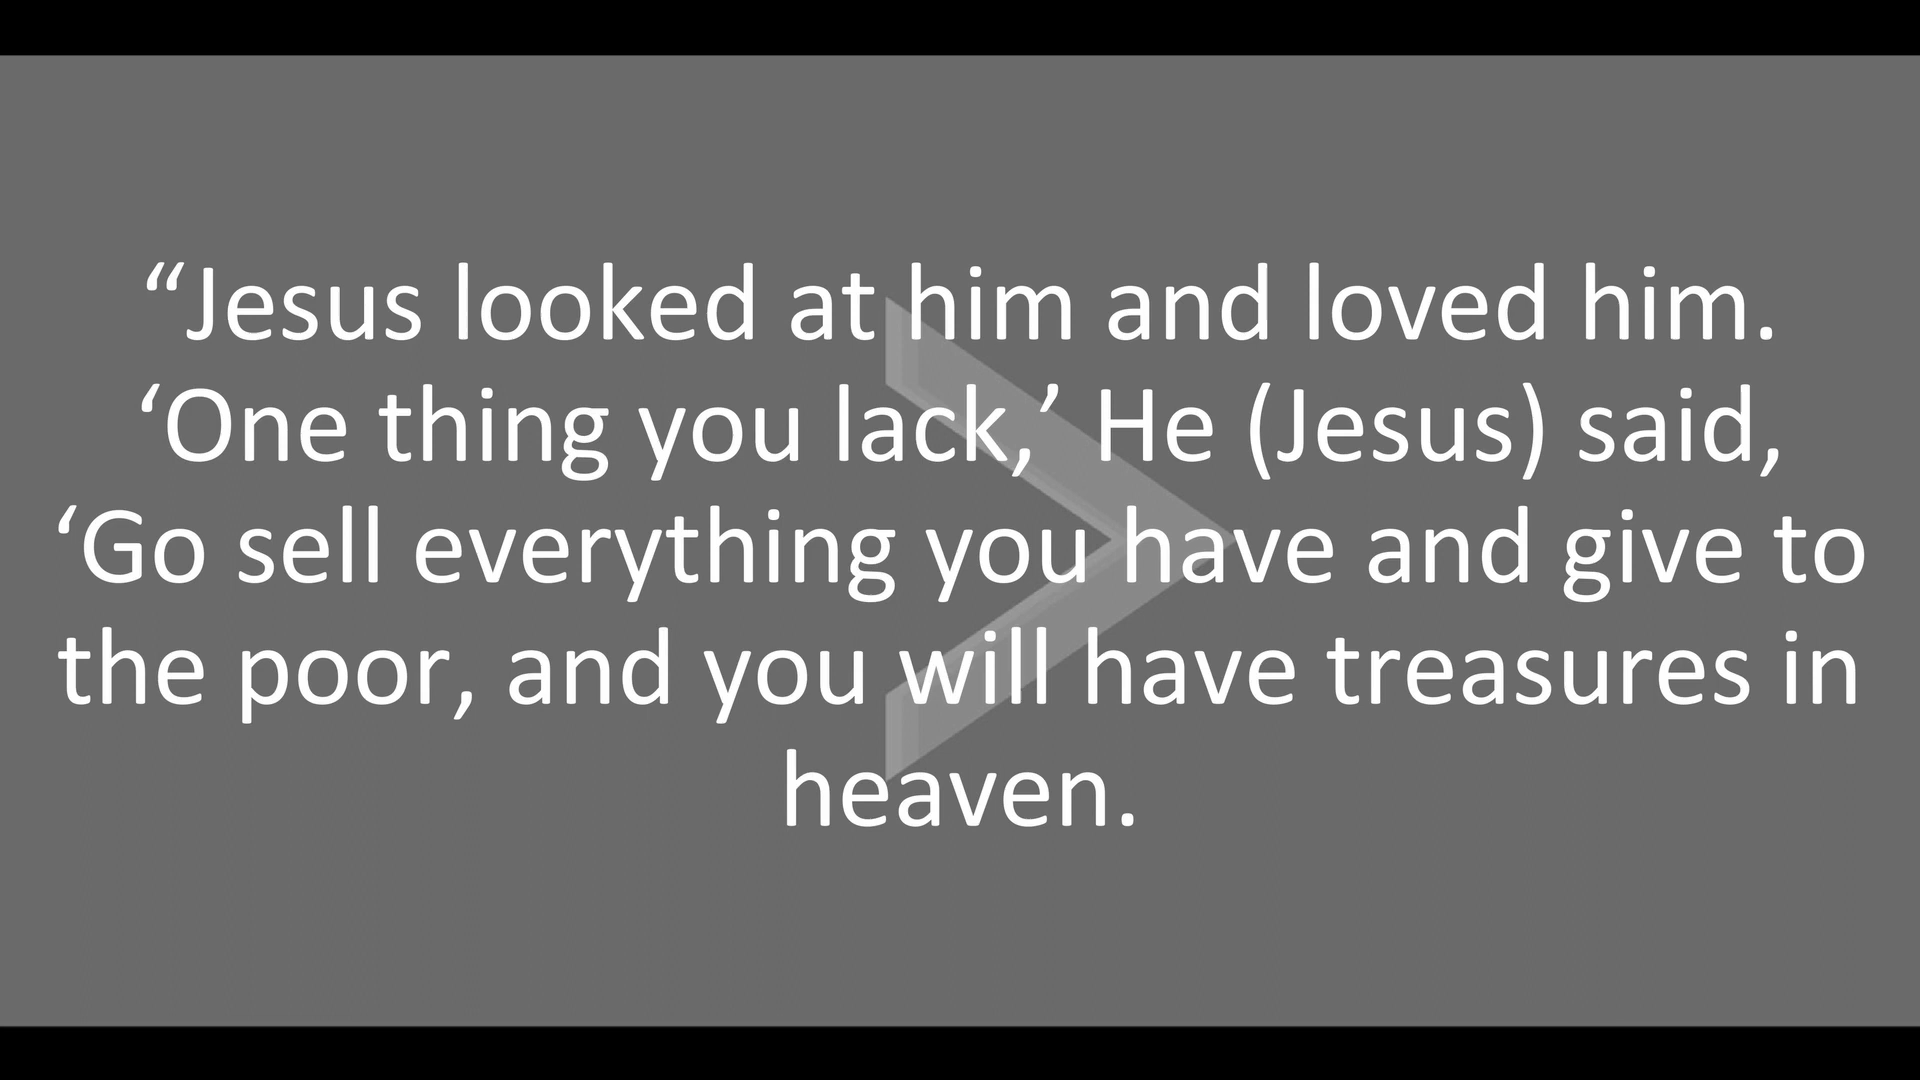 “Jesus looked at him and loved him.
‘One thing you lack,’ He (Jesus) said,
‘Go sell everything you have and give to
the poor, and you will have treasures in
heaven.